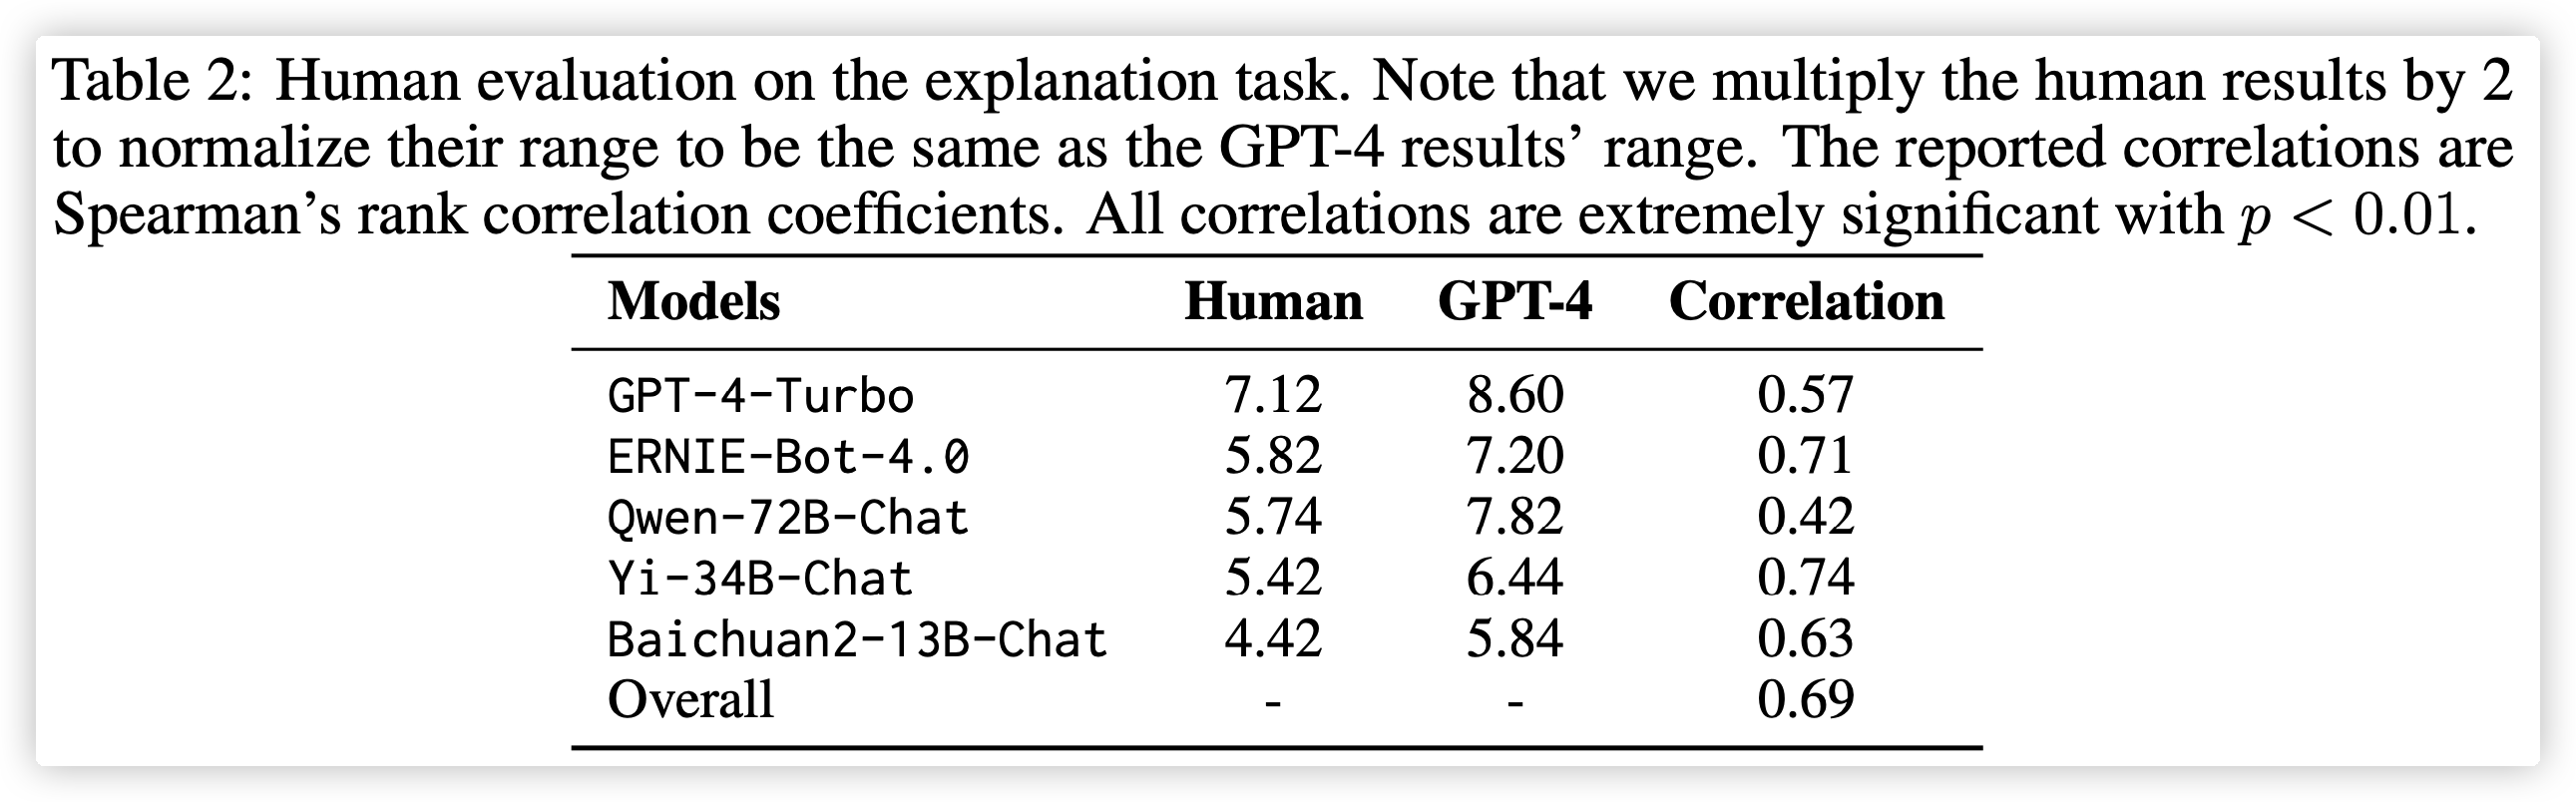 Table 2: Human evaluation on the explanation task. Note that we multiply the human results by 2
to normalize their range to be the same as the GPT-4 results’ range. The reported correlations are
Spearman’s rank correlation coefficients. All correlations are extremely significant with p < 0.01.
Models Human GPT-4 Correlation
GPT-4-Turbo 7.12 8.60 0.57
ERNIE-Bot-4.0 5.82 7.20 0.71
Qwen-72B-Chat 5.74 7.82 0.42
Yi-34B-Chat 5.42 6.44 0.74
Baichuan2-13B-Chat 4.42 5.84 0.63
Overall - - 0.69